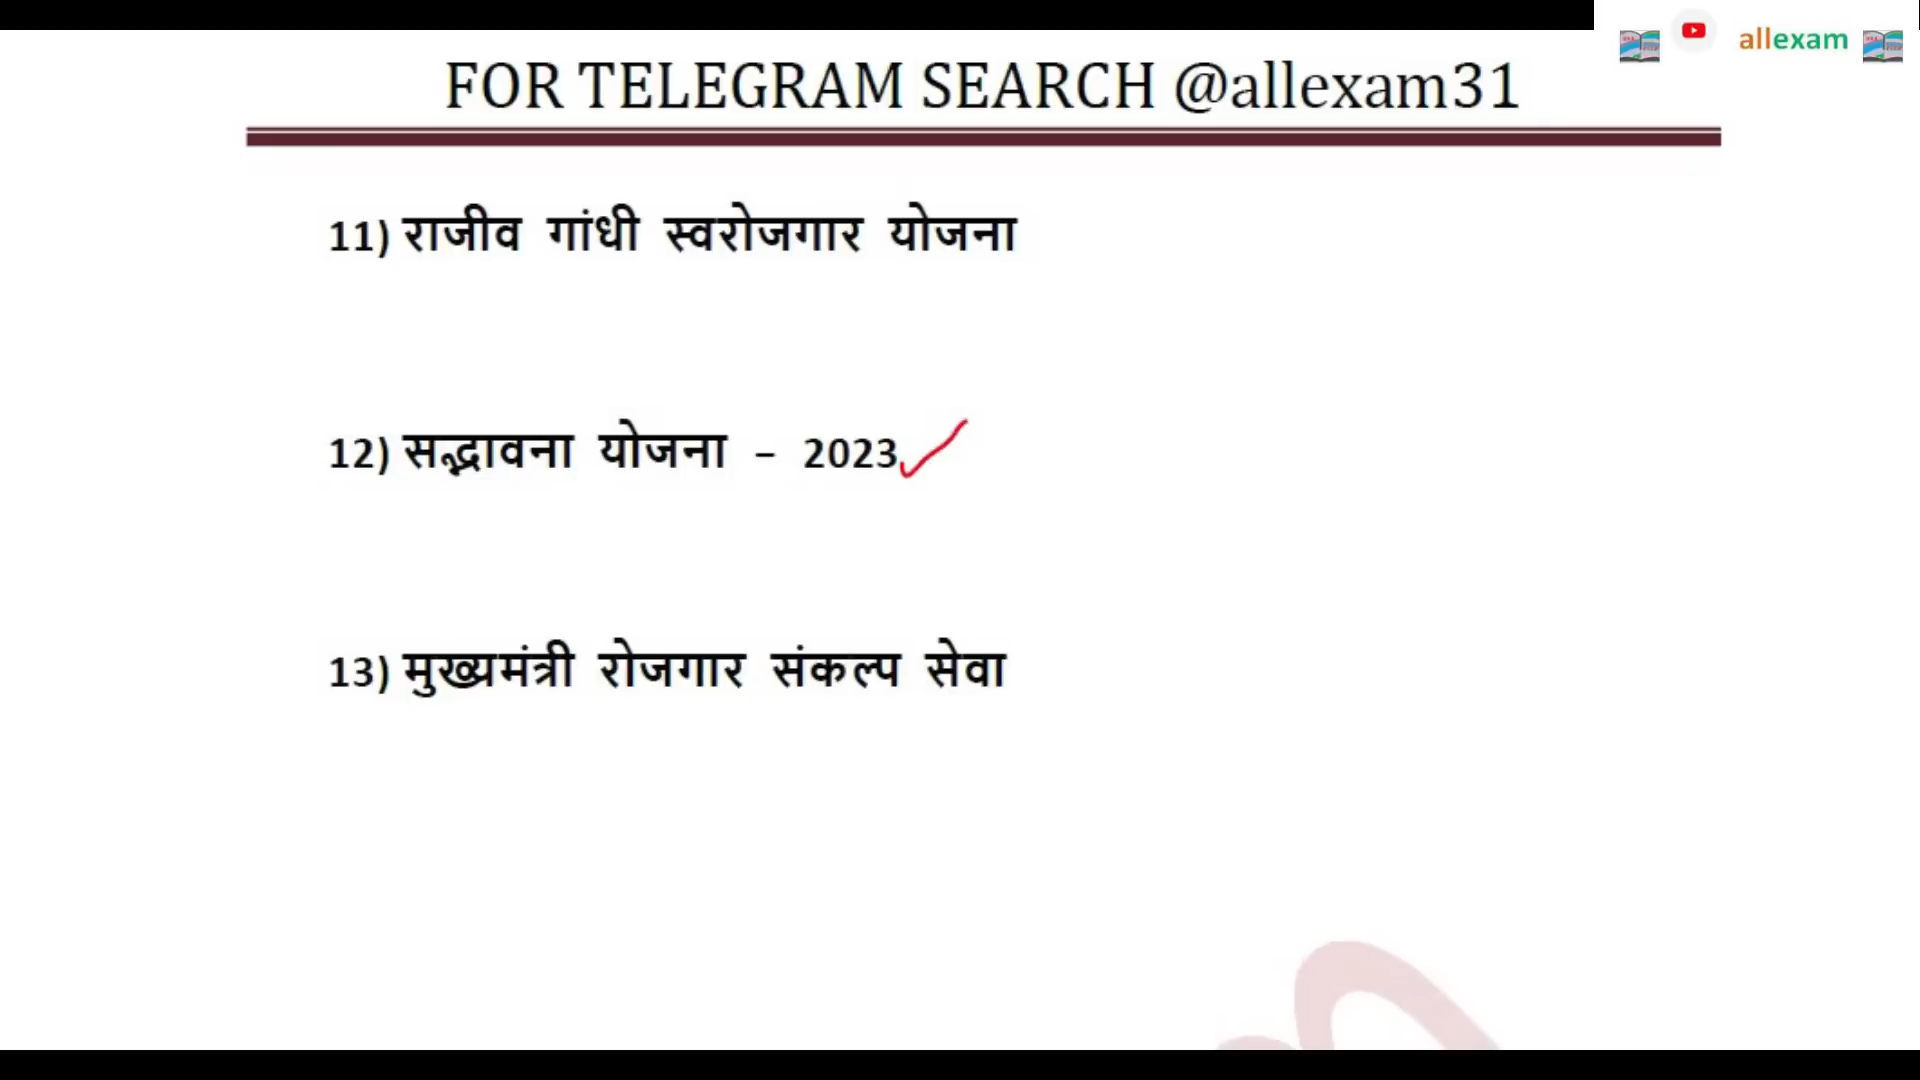 allexam
FOR TELEGRAM SEARCH @allexam31
11) राजीव गांधी स्वरोजगार योजना
12) सद्भावना योजना – 2023
13) मुख्यमंत्री रोजगार संकल्प सेवा